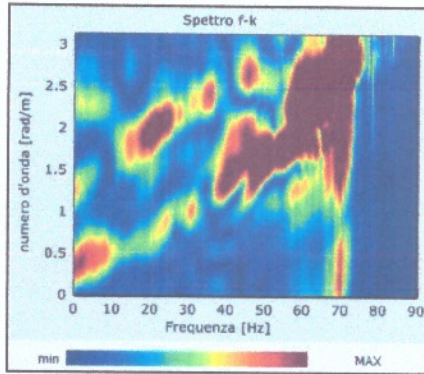 Spettro f-k
numero d'onda [rad/m]
3
2.5
2
1.5
1
0.5
0
0 10 20 30 40 50 60 70 80 90
Frequenza [Hz]
min MAX